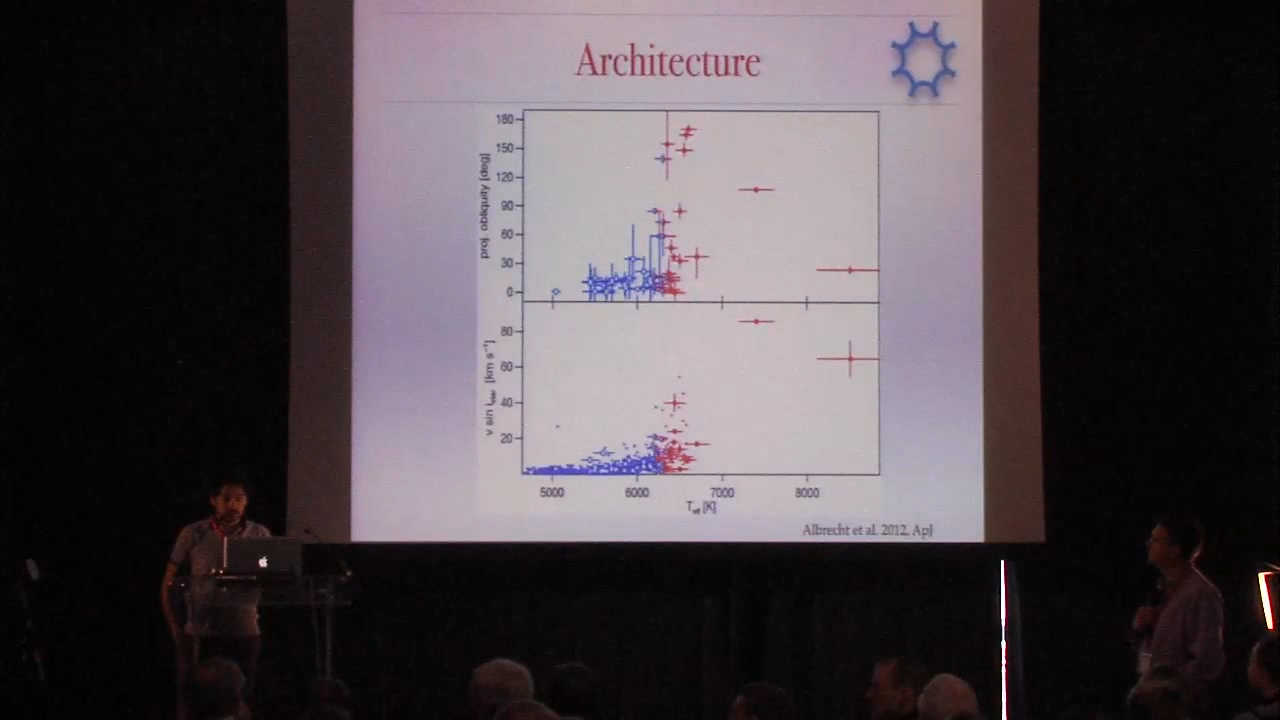 Architecture
180
150
120
90
60
30
0
proj. obliquity [deg]
80
60
40
20
v sin i [km s⁻¹]
5000 6000 7000 8000
Teff [K]
Albrecht et al. 2012, ApJ